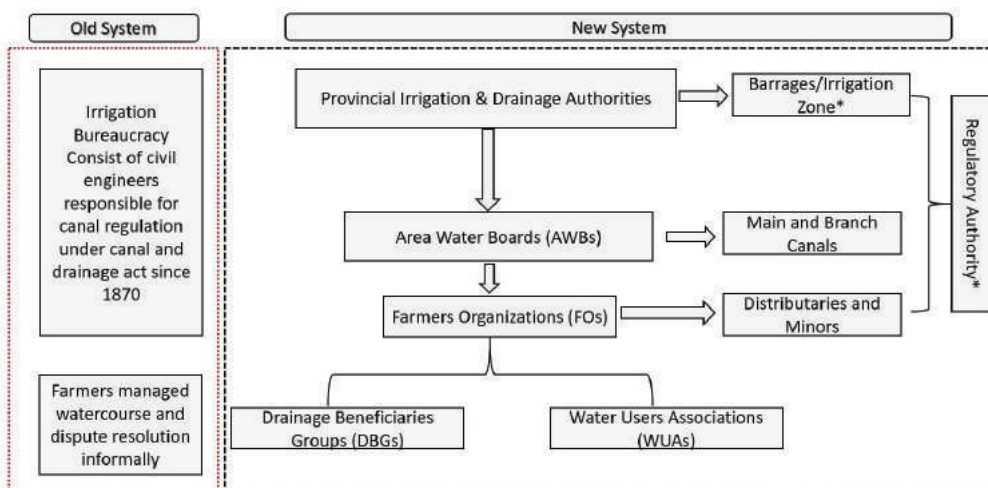 Old System
Irrigation
Bureaucracy
Consist of civil
engineers
responsible for
canal regulation
under canal and
drainage act since
1870
Farmers managed
watercourse and
dispute resolution
informally
New System
Provincial Irrigation & Drainage Authorities
Barrages/Irrigation
Zone*
Area Water Boards (AWBs)
Main and Branch
Canals
Farmers Organizations (FOs)
Distributaries and
Minors
Drainage Beneficiaries
Groups (DBGs)
Water Users Associations
(WUAs)
Regulatory
Authority*